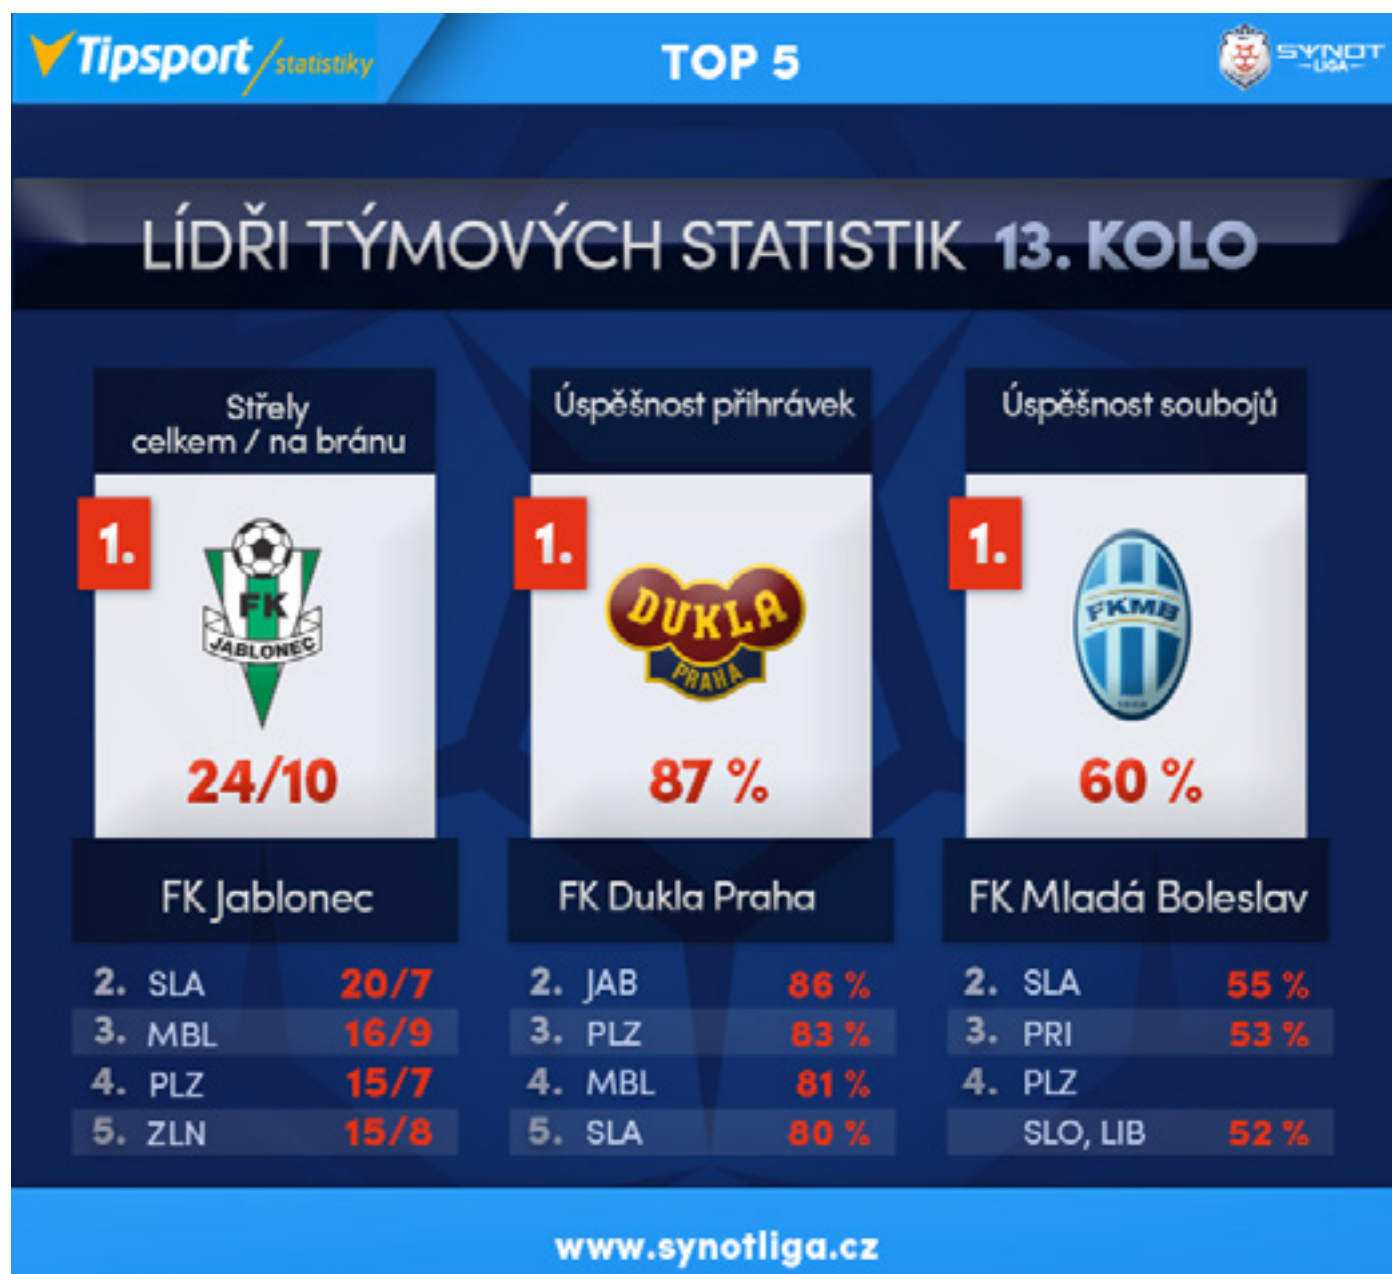 Tipsport/statistiky
TOP 5
SYNOT
LIGA
LÍDŘI TÝMOVÝCH STATISTIK 13. KOLO
Střely
celkem / na bránu
1.
FK
JABLONEC
24/10
FK Jablonec
2. SLA 20/7
3. MBL 16/9
4. PLZ 15/7
5. ZLN 15/8
Úspěšnost přihrávek
1.
DUKLA
PRAHA
87 %
FK Dukla Praha
2. JAB 86 %
3. PLZ 83 %
4. MBL 81 %
5. SLA 80 %
Úspěšnost soubojů
1.
FKMB
60 %
FK Mladá Boleslav
2. SLA 55 %
3. PRI 53 %
4. PLZ
SLO, LIB 52 %
www.synotliga.cz